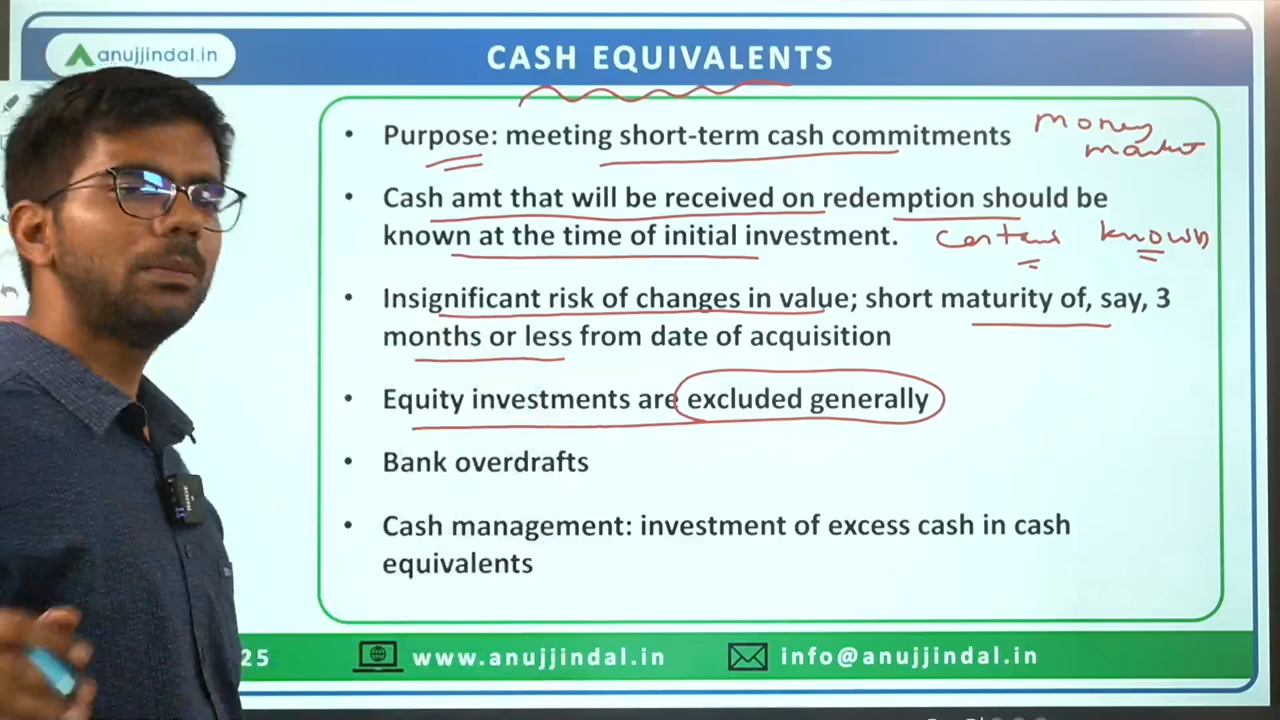 anujjindal.in
CASH EQUIVALENTS
• Purpose: meeting short-term cash commitments
money
market
• Cash amt that will be received on redemption should be
known at the time of initial investment.
known
• Insignificant risk of changes in value; short maturity of, say, 3
months or less from date of acquisition
• Equity investments are excluded generally
• Bank overdrafts
• Cash management: investment of excess cash in cash
equivalents
25
www.anujjindal.in
info@anujjindal.in